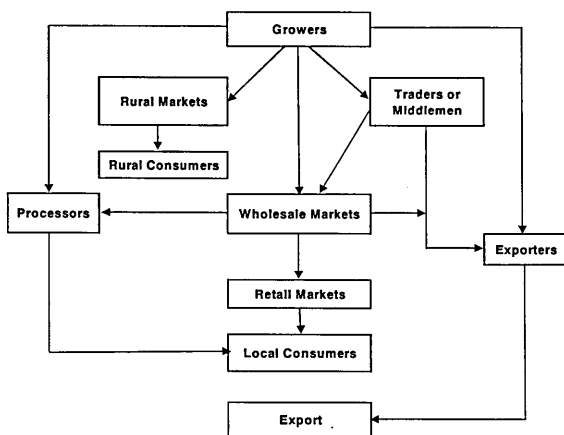 Growers
Rural Markets
Traders or
Middlemen
Rural Consumers
Processors
Wholesale Markets
Exporters
Retail Markets
Local Consumers
Export